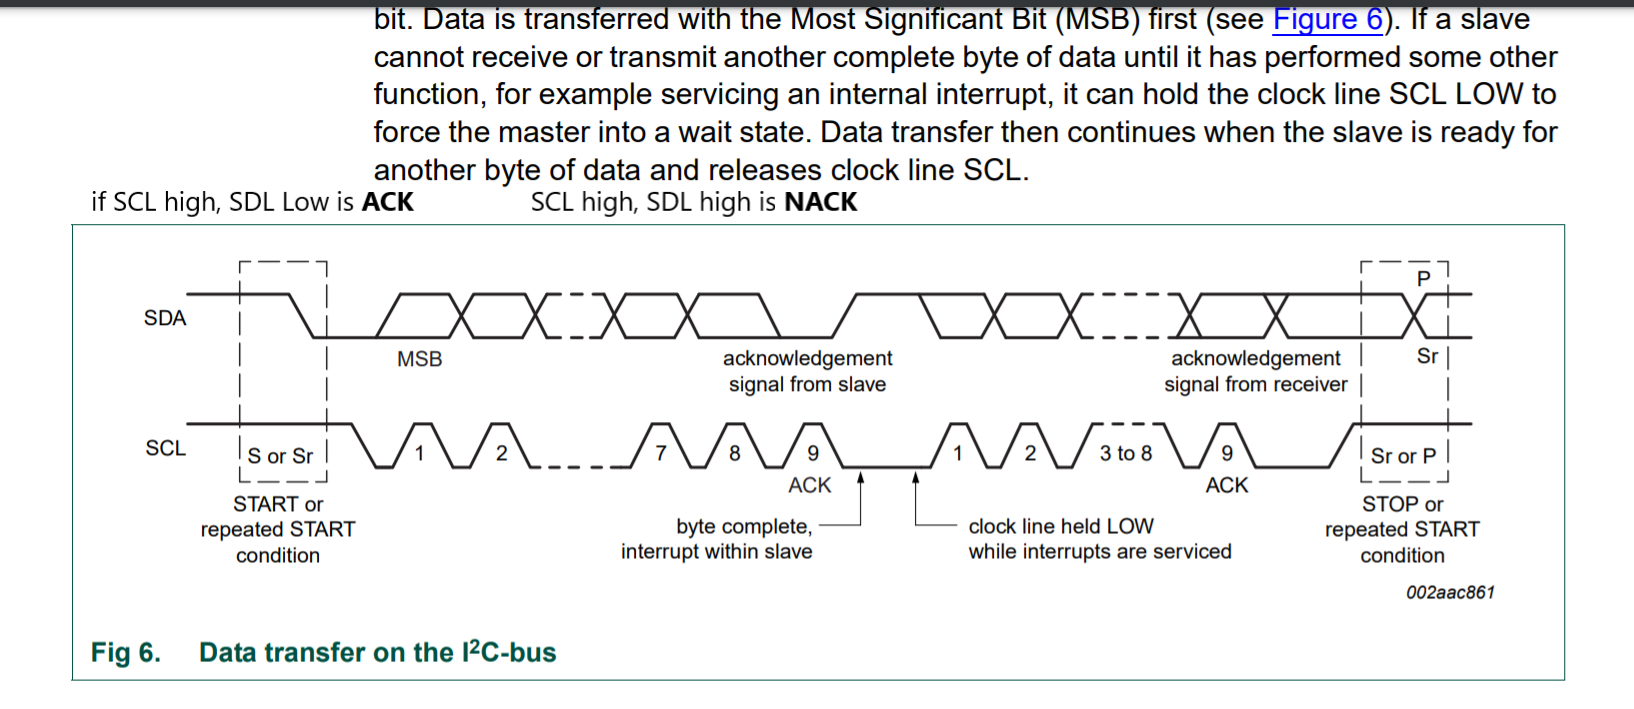 bit. Data is transferred with the Most Significant Bit (MSB) first (see Figure 6). If a slave
cannot receive or transmit another complete byte of data until it has performed some other
function, for example servicing an internal interrupt, it can hold the clock line SCL LOW to
force the master into a wait state. Data transfer then continues when the slave is ready for
another byte of data and releases clock line SCL.
if SCL high, SDL Low is ACK
SCL high, SDL high is NACK
P
SDA
MSB
acknowledgement
signal from slave
acknowledgement
signal from receiver
Sr
SCL
S or Sr
1
2
7
8
9
1
2
3 to 8
9
Sr or P
ACK
ACK
START or
repeated START
condition
byte complete,
interrupt within slave
clock line held LOW
while interrupts are serviced
STOP or
repeated START
condition
002aac861
Fig 6. Data transfer on the I²C-bus